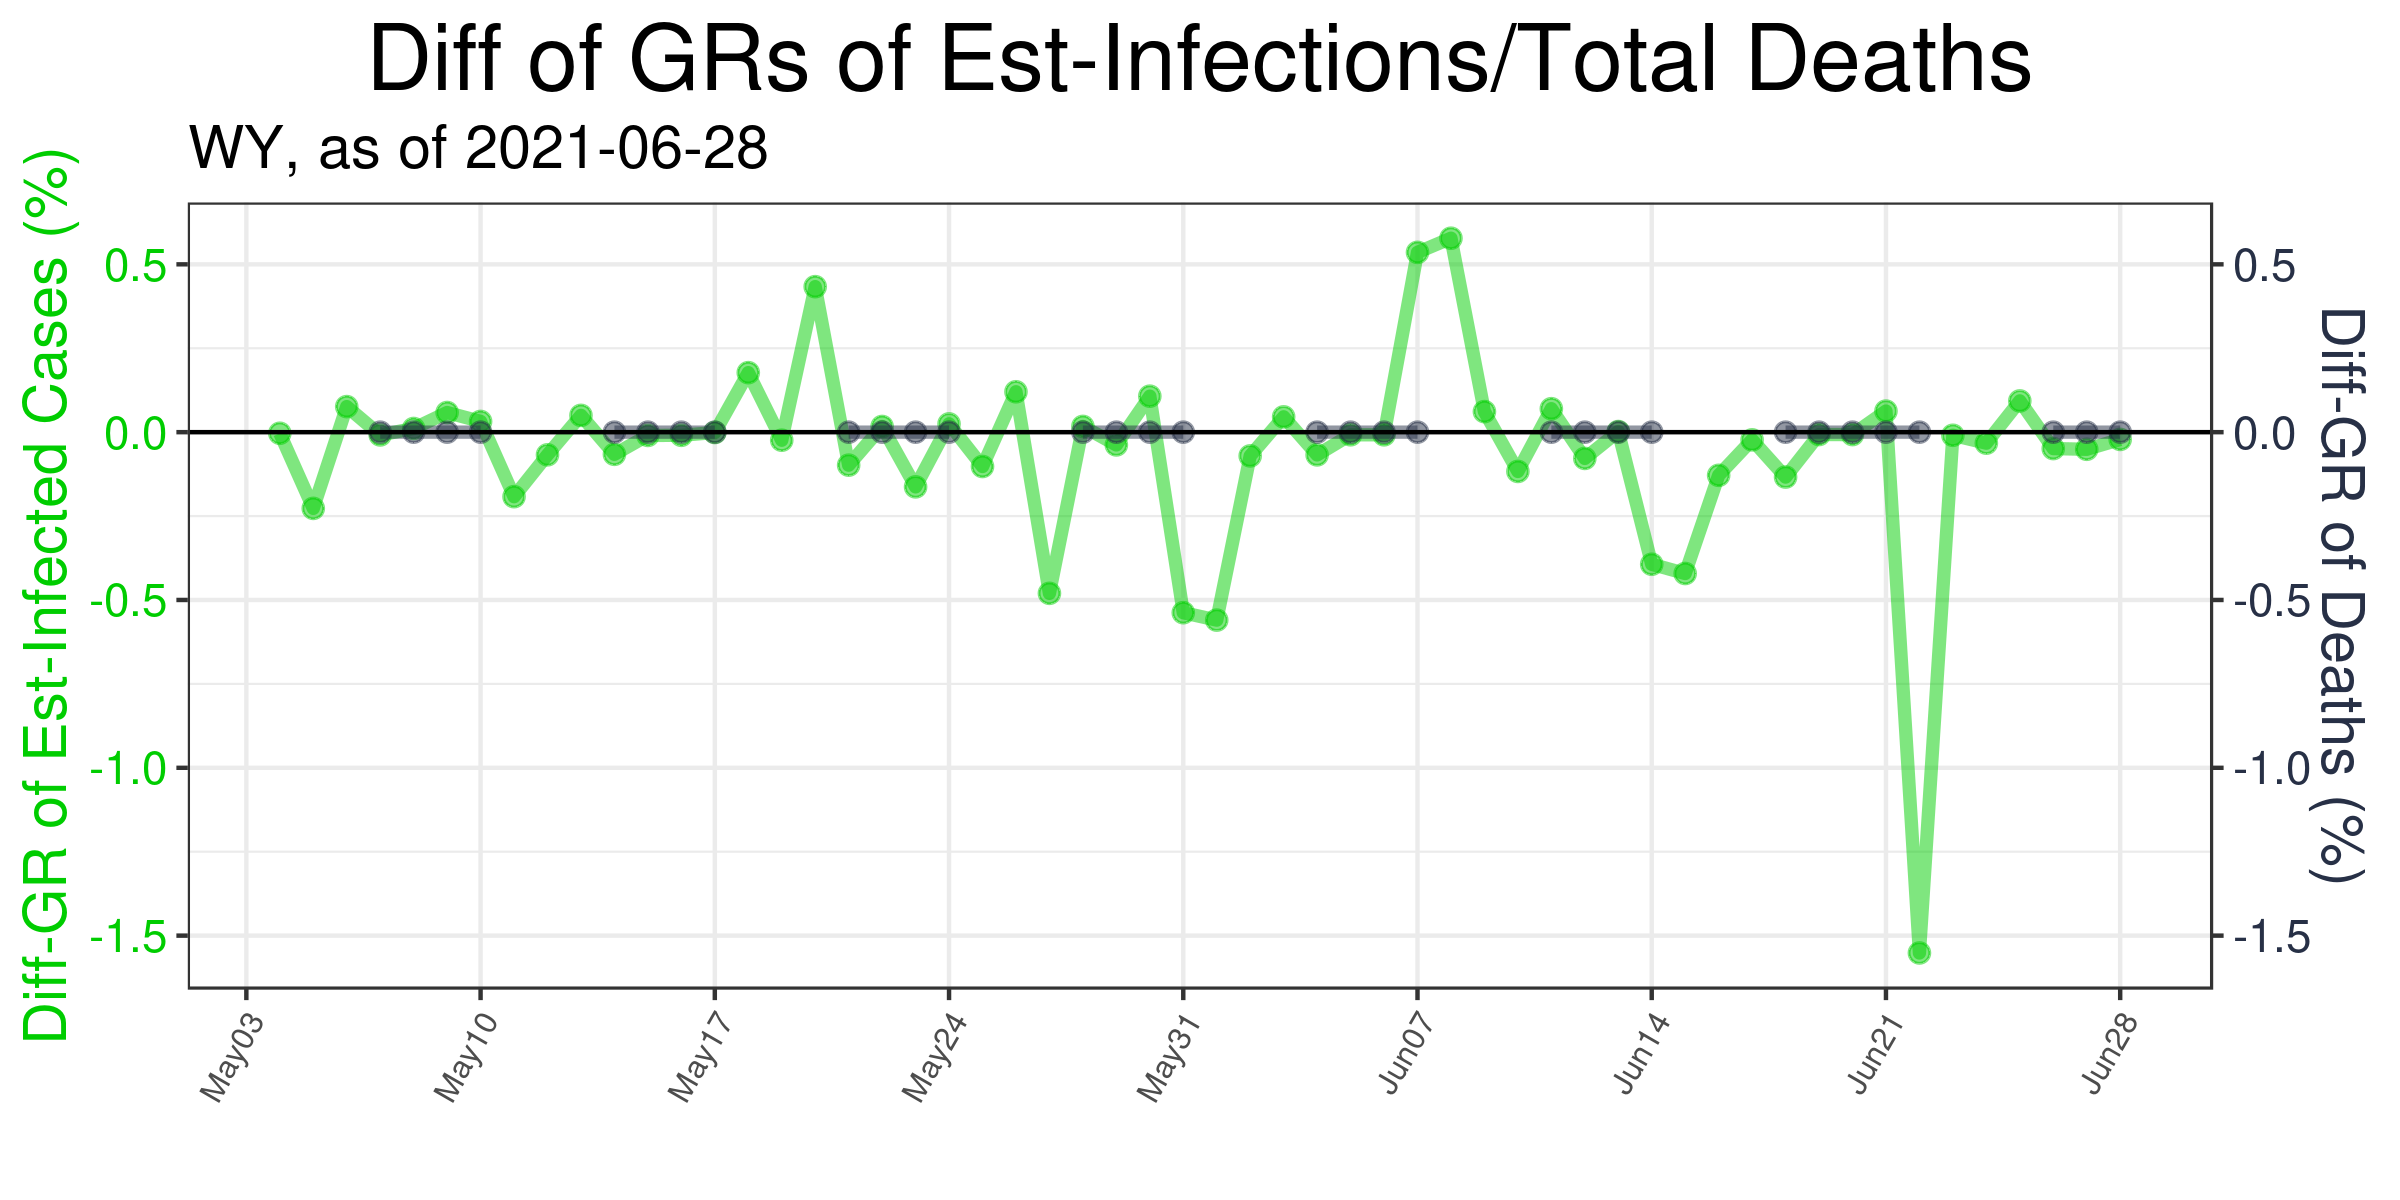 Diff of GRs of Est-Infections/Total Deaths
WY, as of 2021-06-28
Diff-GR of Est-Infected Cases (%)
0.5
0.0
-0.5
-1.0
-1.5
0.5
0.0
-0.5
-1.0
-1.5
Diff-GR of Deaths (%)
May03
May10
May17
May24
May31
Jun07
Jun14
Jun21
Jun28